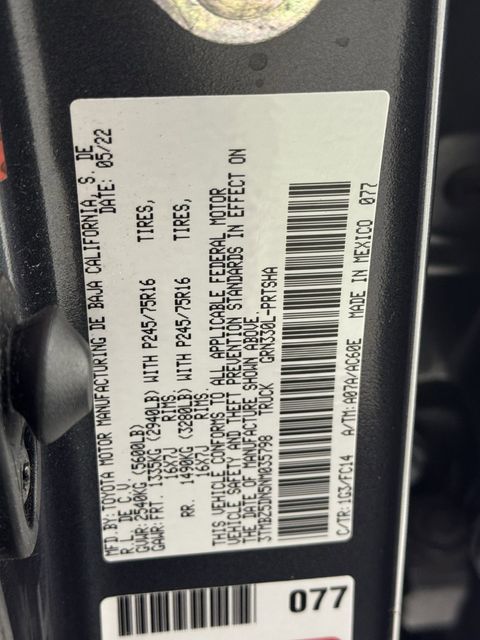 MFD. BY: TOYOTA MOTOR MANUFACTURING DE BAJA CALIFORNIA, S. DE
R.L. DE C.V. DATE: 05/22
GVWR: 2540KG (5600LB)
GAWR: FRT. 1335KG (2940LB) WITH P245/75R16 TIRES,
16X7J RIMS.
RR. 1490KG (3280LB) WITH P245/75R16 TIRES,
16X7J RIMS.
THIS VEHICLE CONFORMS TO ALL APPLICABLE FEDERAL MOTOR
VEHICLE SAFETY AND THEFT PREVENTION STANDARDS IN EFFECT ON
THE DATE OF MANUFACTURE SHOWN ABOVE.
3TMBZ5DN5NM035798 TRUCK GRN330L-PRTSHA
C/TR: 1G3/FC14 A/TM: A07A/AC60E MADE IN MEXICO 077
077